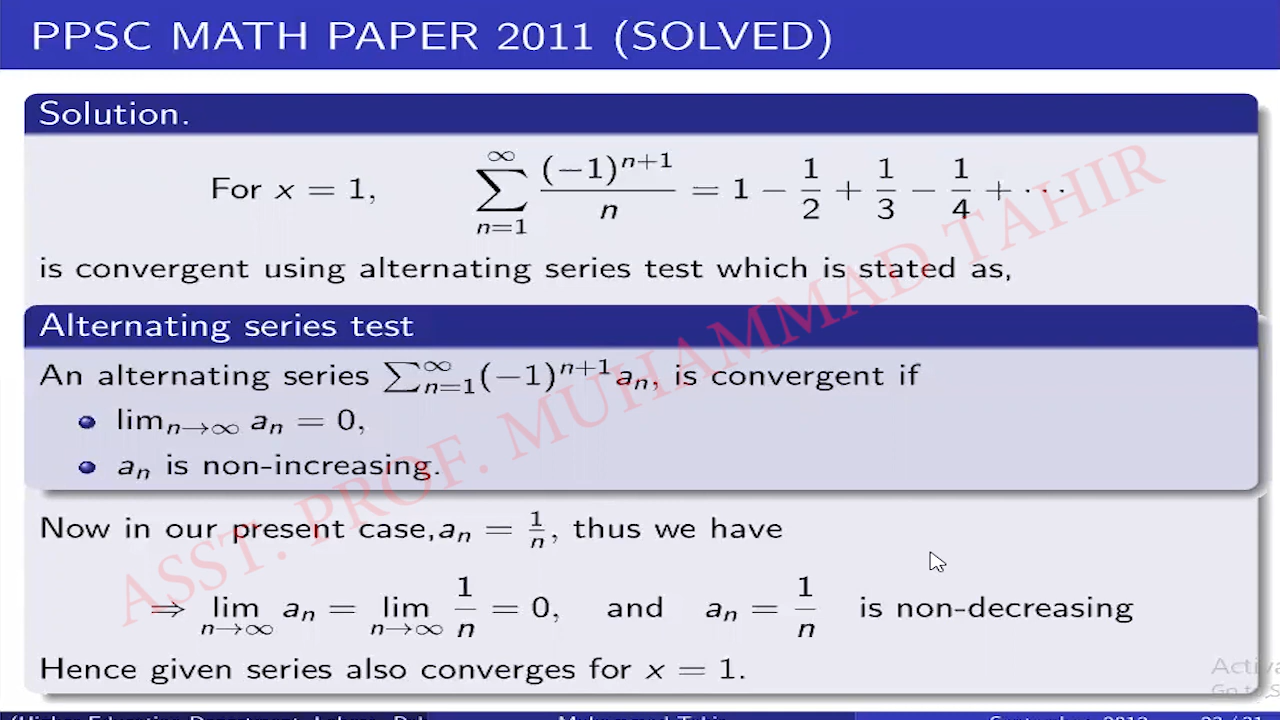 PPSC MATH PAPER 2011 (SOLVED)
Solution.
For x = 1, ∑_{n=1}^{∞} (−1)^{n+1}/n = 1 − 1/2 + 1/3 − 1/4 + ···
is convergent using alternating series test which is stated as,
Alternating series test
An alternating series ∑_{n=1}^{∞}(−1)^{n+1}a_n, is convergent if
lim_{n→∞} a_n = 0,
a_n is non-increasing.
Now in our present case,a_n = 1/n, thus we have
⇒ lim_{n→∞} a_n = lim_{n→∞} 1/n = 0, and a_n = 1/n is non-decreasing
Hence given series also converges for x = 1.
ASST. PROF. MUHAMMAD TAHIR